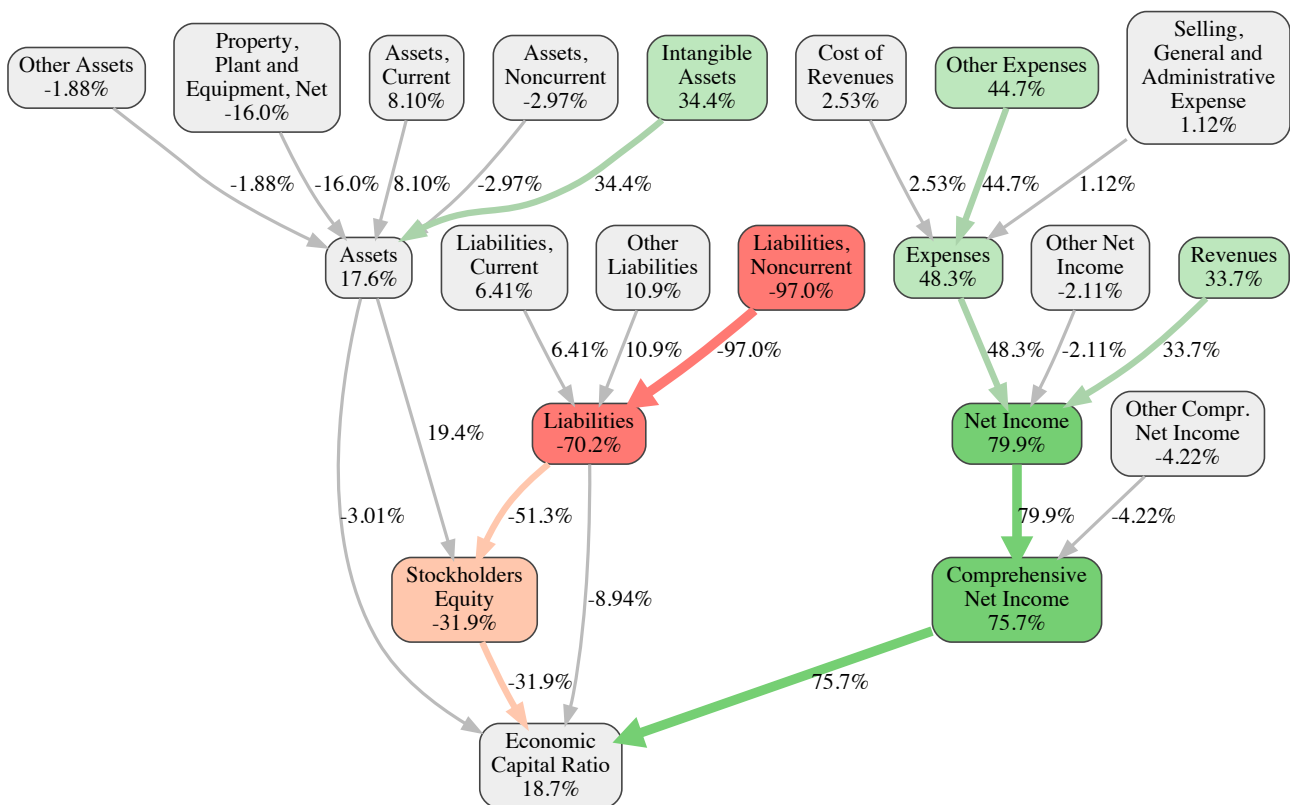 Other Assets
-1.88%
Property,
Plant and
Equipment, Net
-16.0%
Assets,
Current
8.10%
Assets,
Noncurrent
-2.97%
Intangible
Assets
34.4%
Cost of
Revenues
2.53%
Other Expenses
44.7%
Selling,
General and
Administrative
Expense
1.12%
-1.88%
-16.0%
8.10%
-2.97%
34.4%
2.53%
44.7%
1.12%
Assets
17.6%
Liabilities,
Current
6.41%
Other
Liabilities
10.9%
Liabilities,
Noncurrent
-97.0%
Expenses
48.3%
Other Net
Income
-2.11%
Revenues
33.7%
6.41%
10.9%
-97.0%
48.3%
-2.11%
33.7%
19.4%
Liabilities
-70.2%
Net Income
79.9%
Other Compr.
Net Income
-4.22%
-3.01%
-51.3%
79.9%
-4.22%
Stockholders
Equity
-31.9%
-8.94%
Comprehensive
Net Income
75.7%
-31.9%
75.7%
Economic
Capital Ratio
18.7%